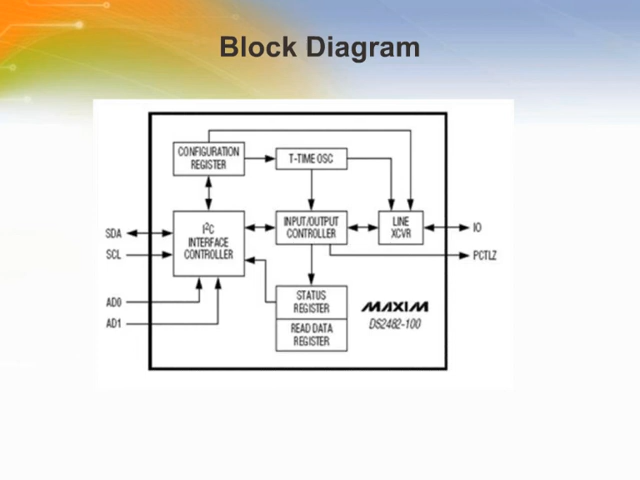 Block Diagram
CONFIGURATION
REGISTER
T-TIME OSC
SDA
SCL
I²C
INTERFACE
CONTROLLER
INPUT/OUTPUT
CONTROLLER
LINE
XCVR
IO
PCTLZ
AD0
AD1
STATUS
REGISTER
READ DATA
REGISTER
MAXIM
DS2482-100